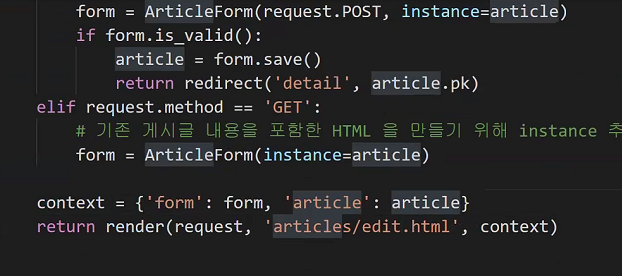 form = ArticleForm(request.POST, instance=article)
if form.is_valid():
article = form.save()
return redirect('detail', article.pk)
elif request.method == 'GET':
# 기존 게시글 내용을 포함한 HTML 을 만들기 위해 instance 추
form = ArticleForm(instance=article)
context = {'form': form, 'article': article}
return render(request, 'articles/edit.html', context)